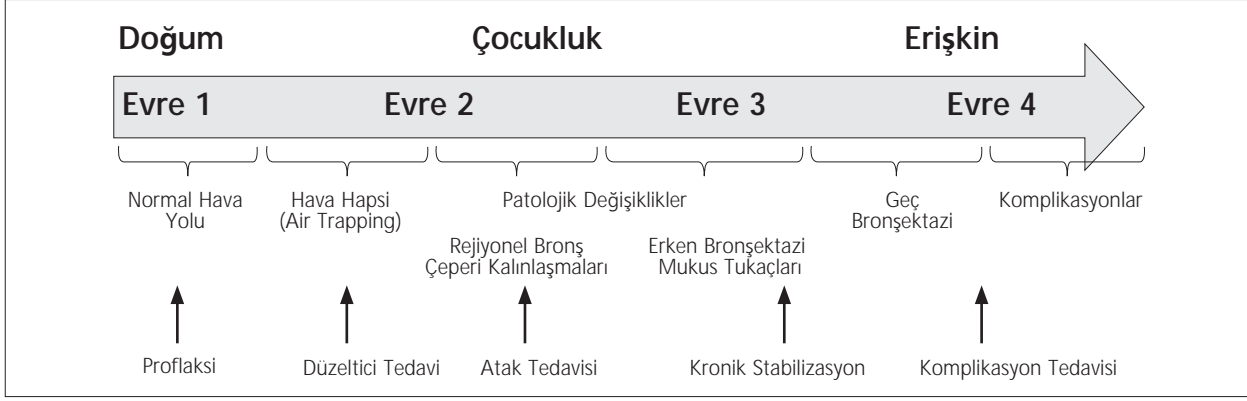 Doğum Çocukluk Erişkin
Evre 1 Evre 2 Evre 3 Evre 4
Normal Hava Yolu
Hava Hapsi
(Air Trapping)
Patolojik Değişiklikler
Rejiyonel Bronş
Çeperi Kalınlaşmaları
Erken Bronşektazi
Mukus Tukaçları
Geç
Bronşektazi
Komplikasyonlar
Proflaksi Düzeltici Tedavi Atak Tedavisi Kronik Stabilizasyon Komplikasyon Tedavisi